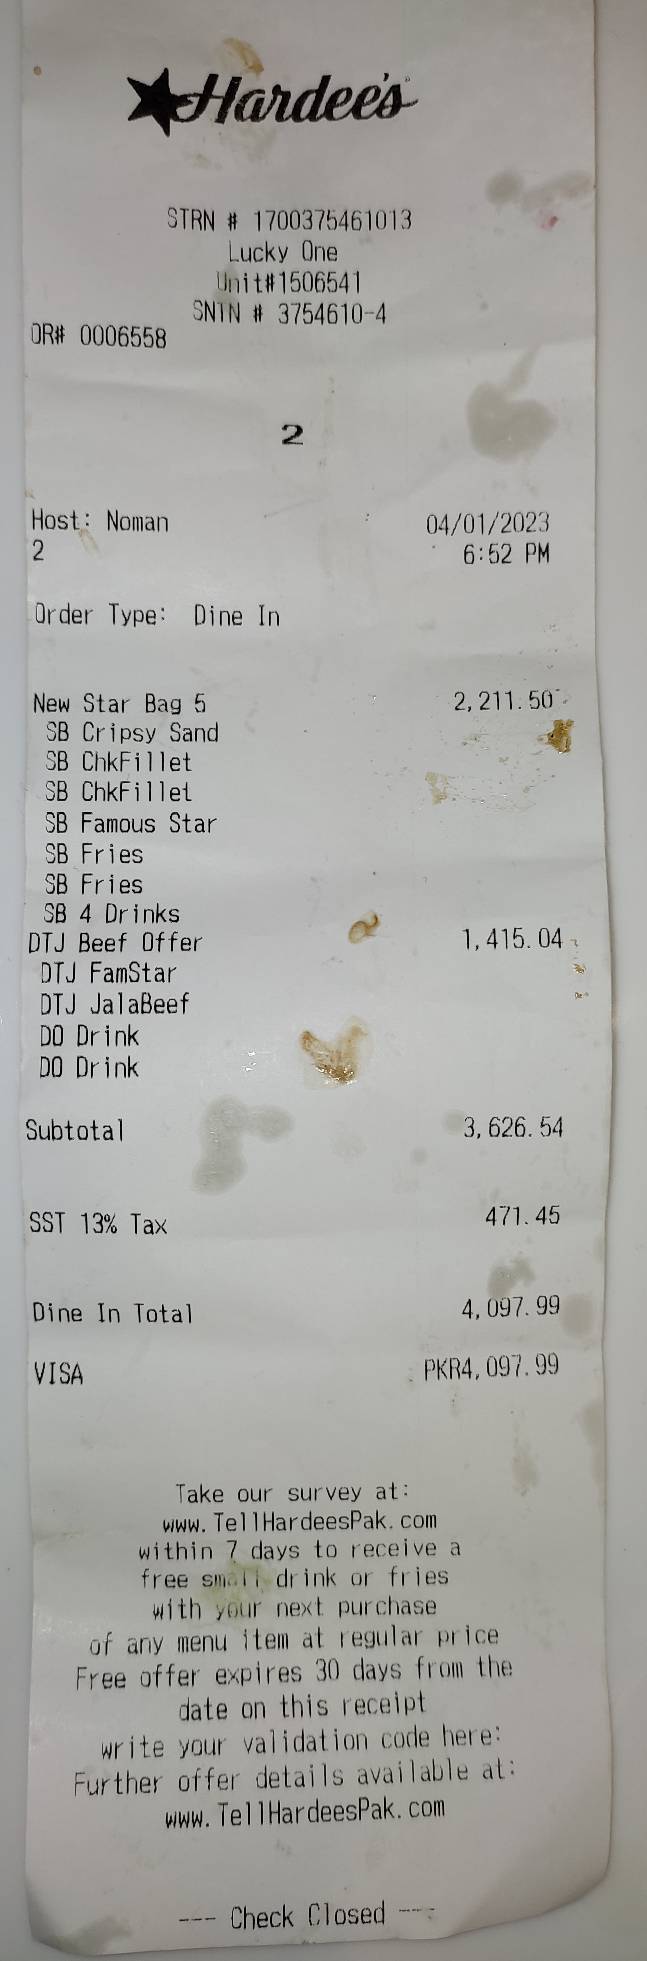 Hardee's
STRN # 1700375461013
Lucky One
Unit#1506541
SNTN # 3754610-4
OR# 0006558
2
Host: Noman 04/01/2023
2 6:52 PM
Order Type: Dine In
New Star Bag 5 2,211.50
SB Cripsy Sand
SB ChkFillet
SB ChkFillet
SB Famous Star
SB Fries
SB Fries
SB 4 Drinks
DTJ Beef Offer 1,415.04
DTJ FamStar
DTJ JalaBeef
DO Drink
DO Drink
Subtotal 3,626.54
SST 13% Tax 471.45
Dine In Total 4,097.99
VISA PKR4,097.99
Take our survey at:
www.TellHardeesPak.com
within 7 days to receive a
free small drink or fries
with your next purchase
of any menu item at regular price
Free offer expires 30 days from the
date on this receipt
write your validation code here:
Further offer details available at:
www.TellHardeesPak.com
--- Check Closed ---